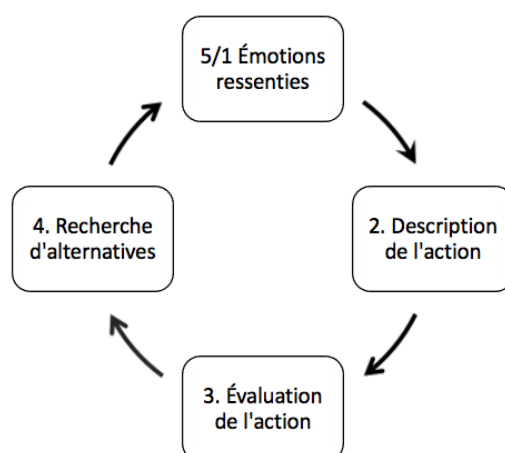 5/1 Émotions
ressenties
2. Description
de l'action
3. Évaluation
de l'action
4. Recherche
d'alternatives